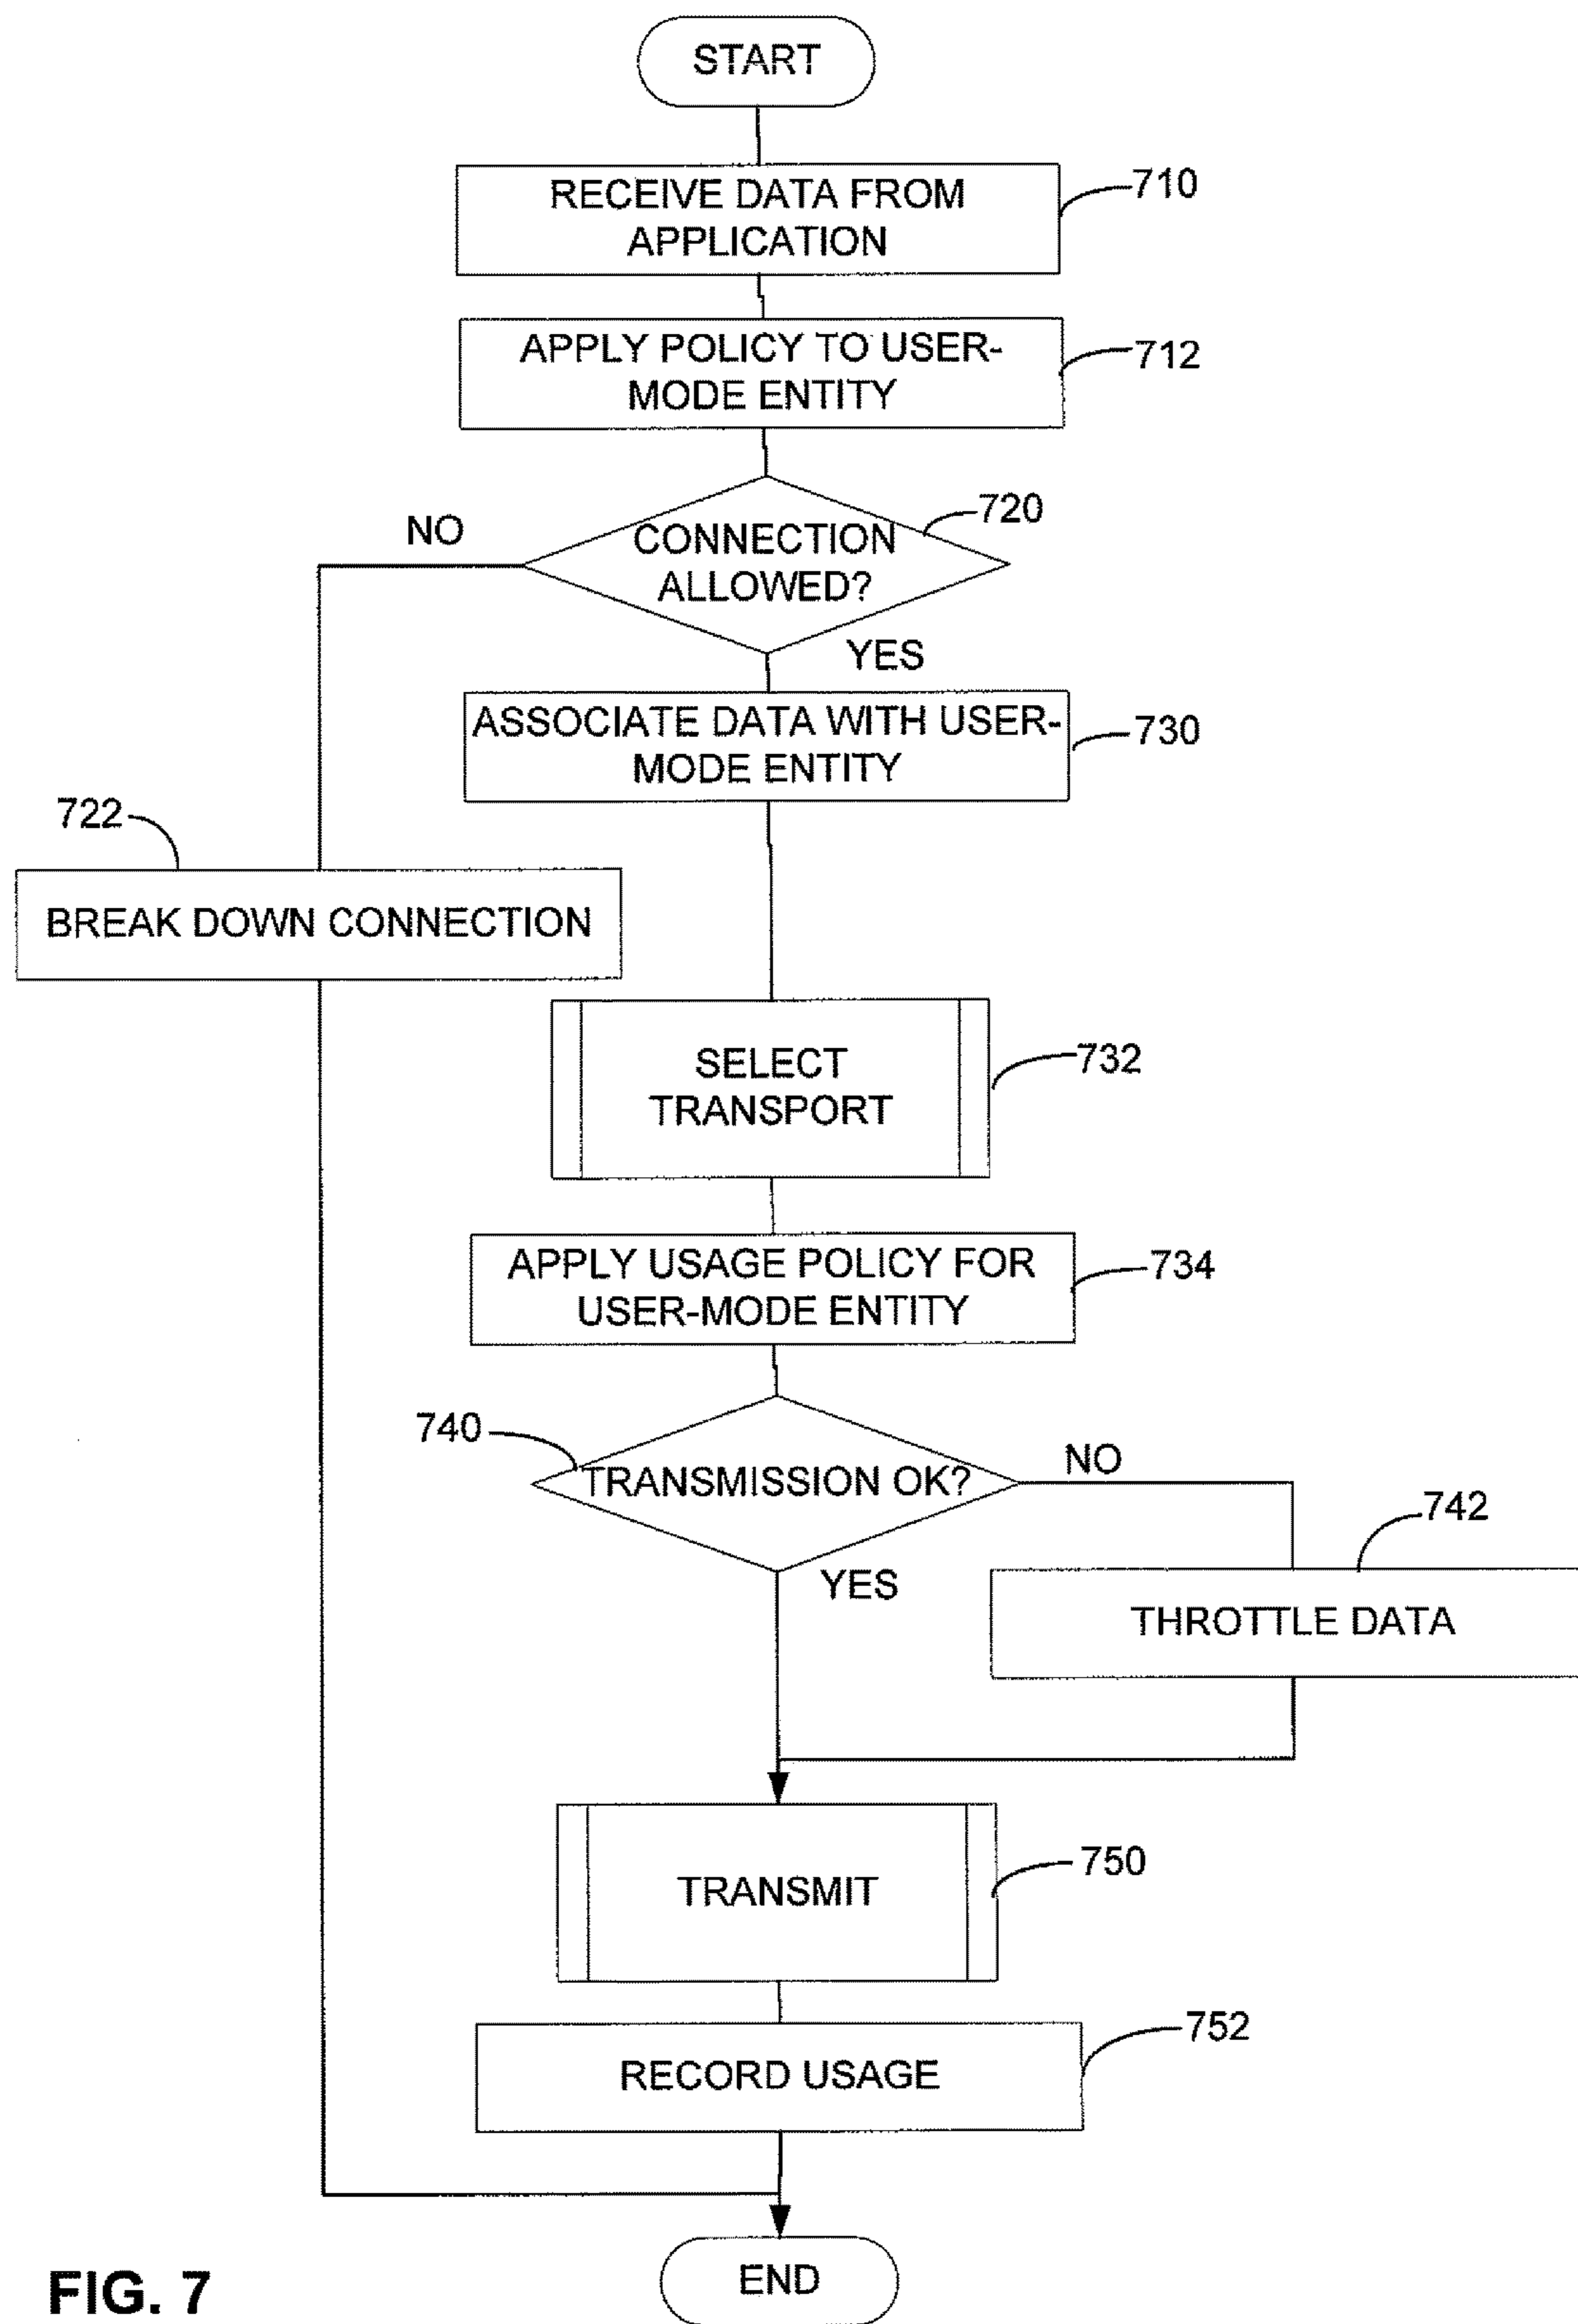 START
RECEIVE DATA FROM
APPLICATION
710
APPLY POLICY TO USER-
MODE ENTITY
712
720
NO
CONNECTION
ALLOWED?
YES
ASSOCIATE DATA WITH USER-
MODE ENTITY
730
722
BREAK DOWN CONNECTION
SELECT
TRANSPORT
732
APPLY USAGE POLICY FOR
USER-MODE ENTITY
734
740
TRANSMISSION OK?
NO
742
YES
THROTTLE DATA
TRANSMIT
750
752
RECORD USAGE
END
FIG. 7